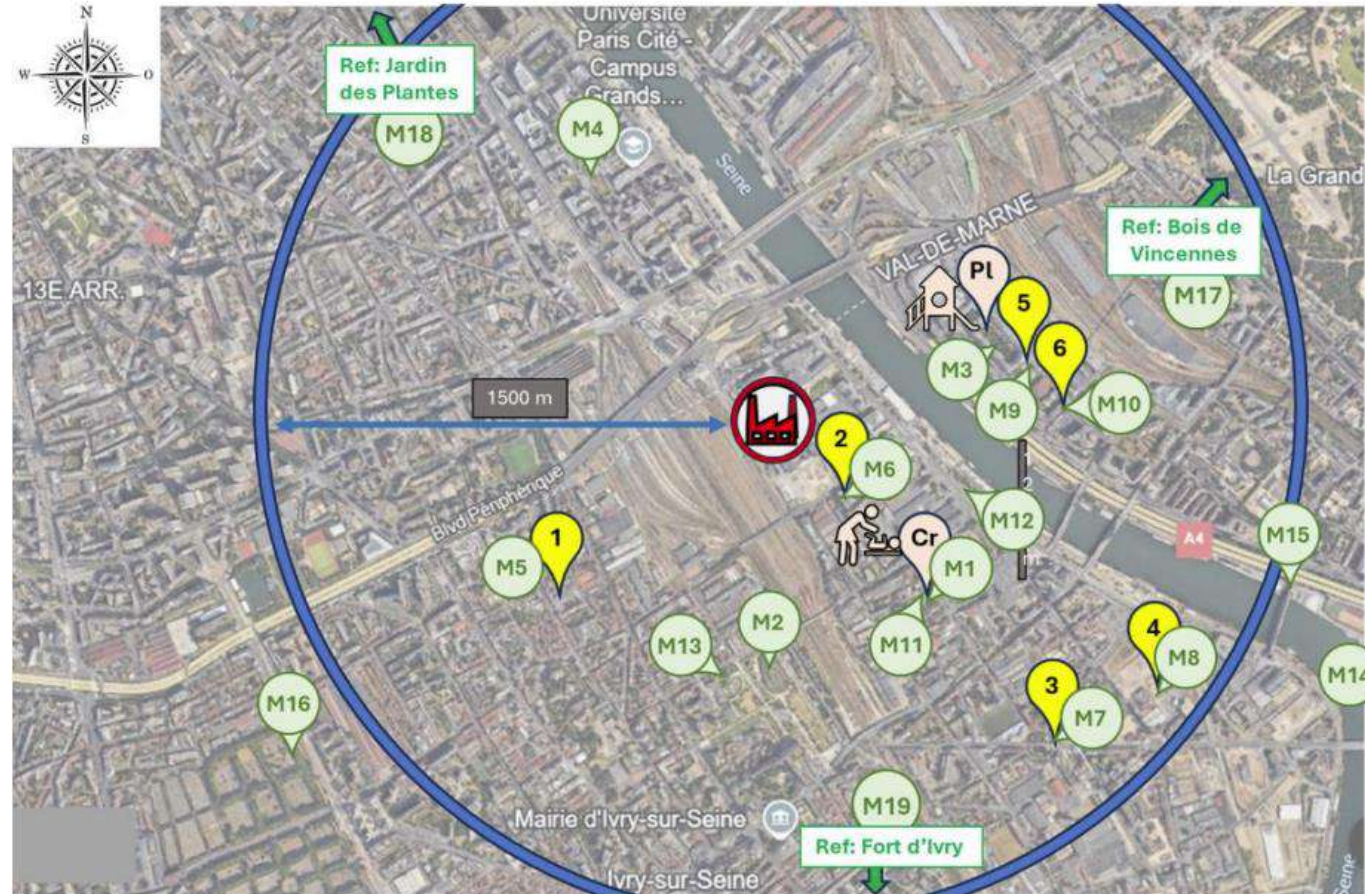 N
W
O
S
Université
Paris Cité -
Campus
Grands...
Ref: Jardin
des Plantes
M18
M4
Seine
La Grand
VAL-DE-MARNE
Ref: Bois de
Vincennes
M17
13E ARR.
Pl
5
6
M3
M9
M10
1500 m
2
M6
M12
Blvd Périphérique
1
M5
Cr
M1
A4
M15
M2
M13
M11
4
M8
M14
M16
3
M7
M19
Mairie d'Ivry-sur-Seine
Ref: Fort d'Ivry
Ivry-sur-Seine
Seine